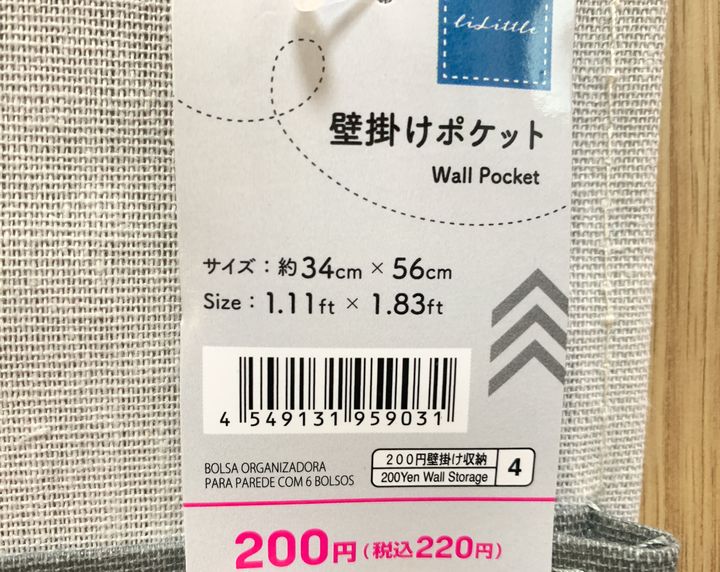 liLittle
壁掛けポケット
Wall Pocket
サイズ：約34cm×56cm
Size：1.11ft × 1.83ft
4 549131 959031
BOLSA ORGANIZADORA
PARA PAREDE COM 6 BOLSOS
200円壁掛け収納
200Yen Wall Storage
4
200円(税込220円)